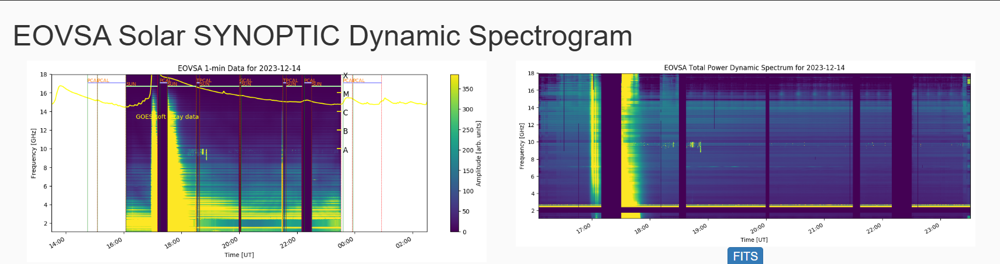 EOVSA Solar SYNOPTIC Dynamic Spectrogram
EOVSA 1-min Data for 2023-12-14
18
16
14
12
10
8
6
4
2
Frequency [GHz]
PCAL
PCAL
SUN
PCAL
SUN
TPCAL
SUN
GCAL
SUN
TPCAL
SUN
PCAL
SUN
PCAL
PCAL
GOES soft x-ray data
X
M
C
B
A
14:00
16:00
18:00
20:00
22:00
00:00
02:00
Time [UT]
350
300
250
200
150
100
50
0
Amplitude [arb. units]
EOVSA Total Power Dynamic Spectrum for 2023-12-14
18
16
14
12
10
8
6
4
2
Frequency [GHz]
17:00
18:00
19:00
20:00
21:00
22:00
23:00
Time [UT]
FITS